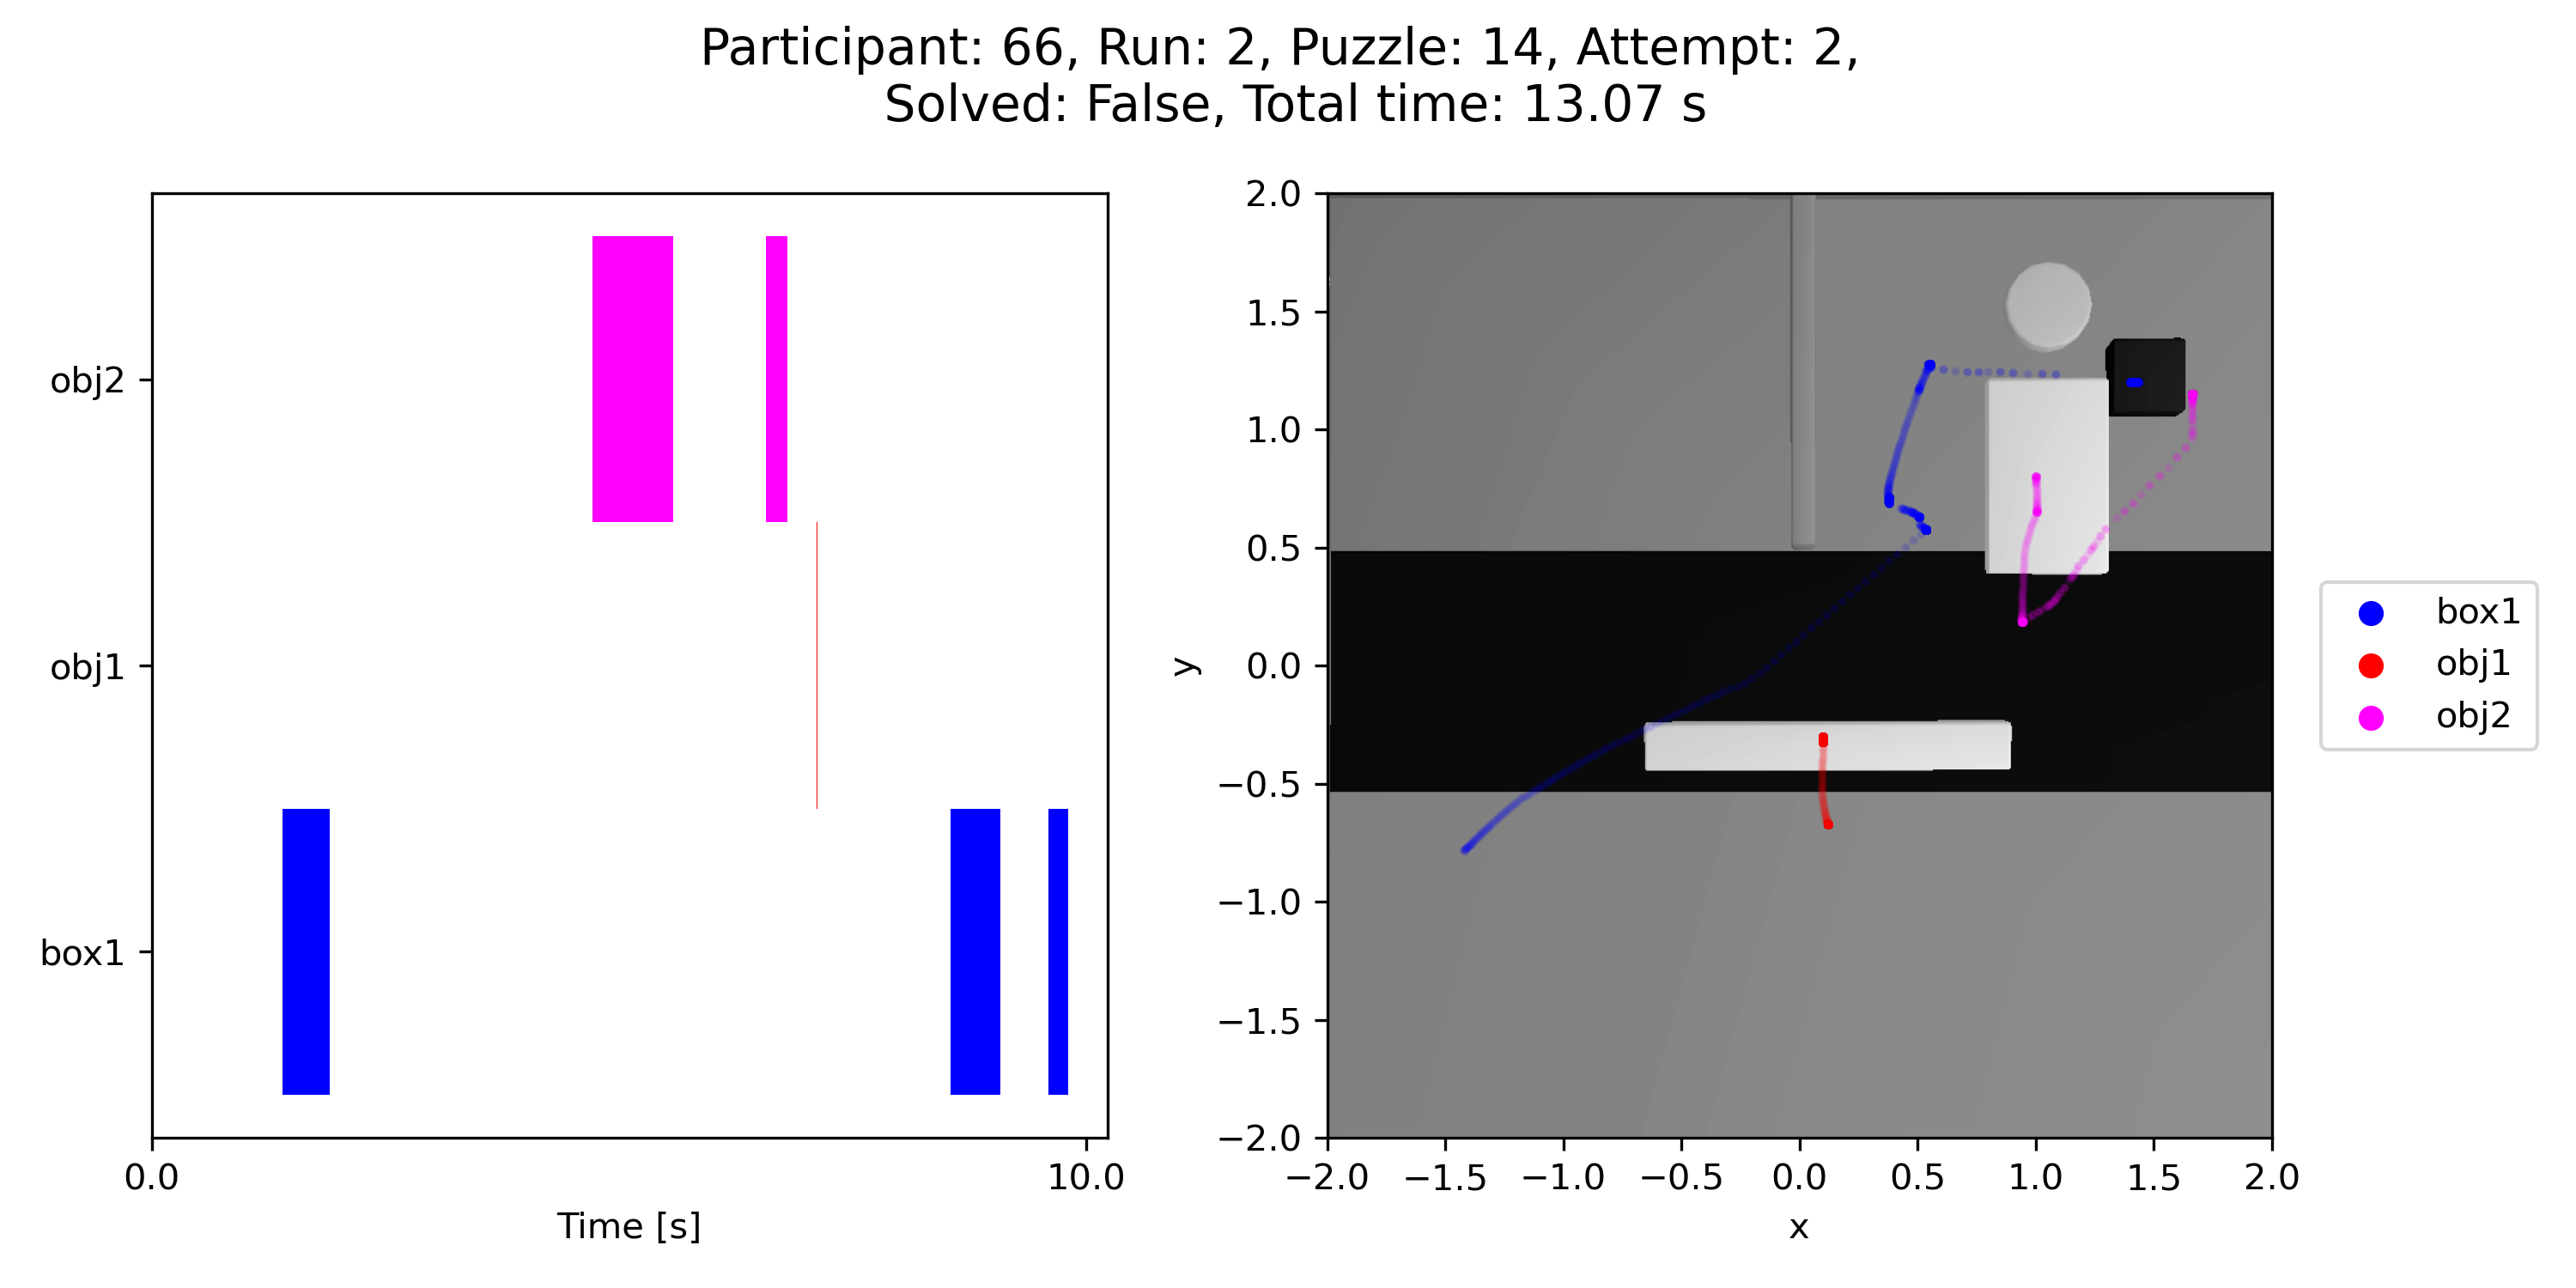 Participant: 66, Run: 2, Puzzle: 14, Attempt: 2,
Solved: False, Total time: 13.07 s
obj2
obj1
box1
0.0
10.0
Time [s]
2.0
1.5
1.0
0.5
0.0
−0.5
−1.0
−1.5
−2.0
y
−2.0
−1.5
−1.0
−0.5
0.0
0.5
1.0
1.5
2.0
x
box1
obj1
obj2